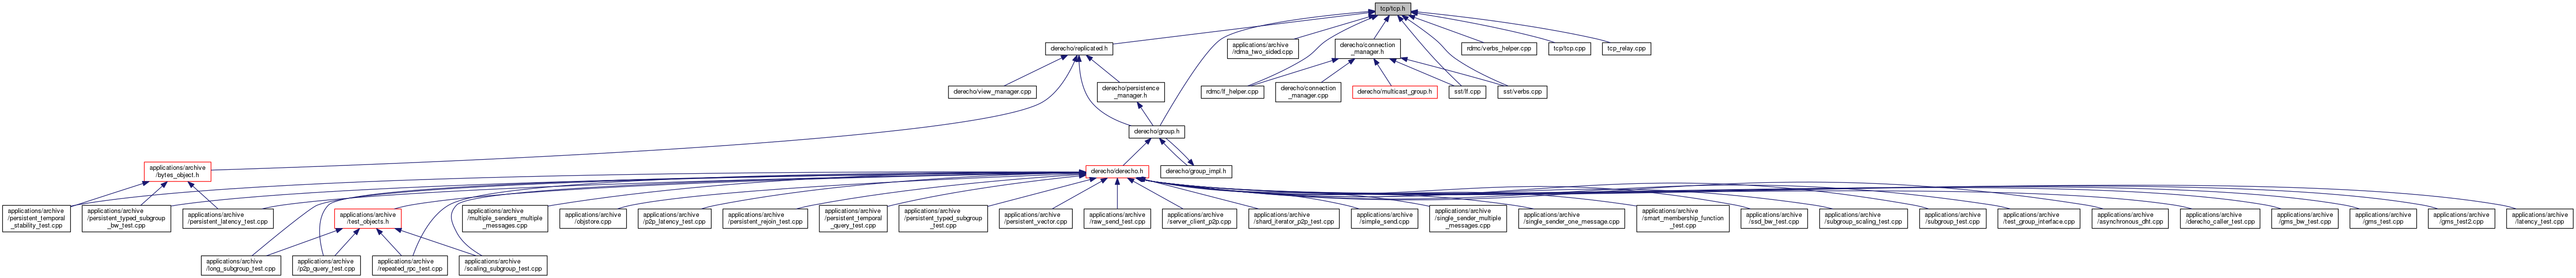 tcp/tcp.h
derecho/replicated.h
applications/archive
/rdma_two_sided.cpp
derecho/connection
_manager.h
rdmc/verbs_helper.cpp
tcp/tcp.cpp
tcp_relay.cpp
derecho/view_manager.cpp
derecho/persistence
_manager.h
rdmc/lf_helper.cpp
derecho/connection
_manager.cpp
derecho/multicast_group.h
sst/lf.cpp
sst/verbs.cpp
derecho/group.h
applications/archive
/bytes_object.h
derecho/derecho.h
derecho/group_impl.h
applications/archive
/persistent_temporal
_stability_test.cpp
applications/archive
/persistent_typed_subgroup
_bw_test.cpp
applications/archive
/persistent_latency_test.cpp
applications/archive
/test_objects.h
applications/archive
/multiple_senders_multiple
_messages.cpp
applications/archive
/objstore.cpp
applications/archive
/p2p_latency_test.cpp
applications/archive
/persistent_rejoin_test.cpp
applications/archive
/persistent_temporal
_query_test.cpp
applications/archive
/persistent_typed_subgroup
_test.cpp
applications/archive
/persistent_vector.cpp
applications/archive
/raw_send_test.cpp
applications/archive
/server_client_p2p.cpp
applications/archive
/shard_iterator_p2p_test.cpp
applications/archive
/simple_send.cpp
applications/archive
/single_sender_multiple
_messages.cpp
applications/archive
/single_sender_one_message.cpp
applications/archive
/smart_membership_function
_test.cpp
applications/archive
/ssd_bw_test.cpp
applications/archive
/subgroup_scaling_test.cpp
applications/archive
/subgroup_test.cpp
applications/archive
/test_group_interface.cpp
applications/archive
/asynchronous_dht.cpp
applications/archive
/derecho_caller_test.cpp
applications/archive
/gms_bw_test.cpp
applications/archive
/gms_test.cpp
applications/archive
/gms_test2.cpp
applications/archive
/latency_test.cpp
applications/archive
/long_subgroup_test.cpp
applications/archive
/p2p_query_test.cpp
applications/archive
/repeated_rpc_test.cpp
applications/archive
/scaling_subgroup_test.cpp